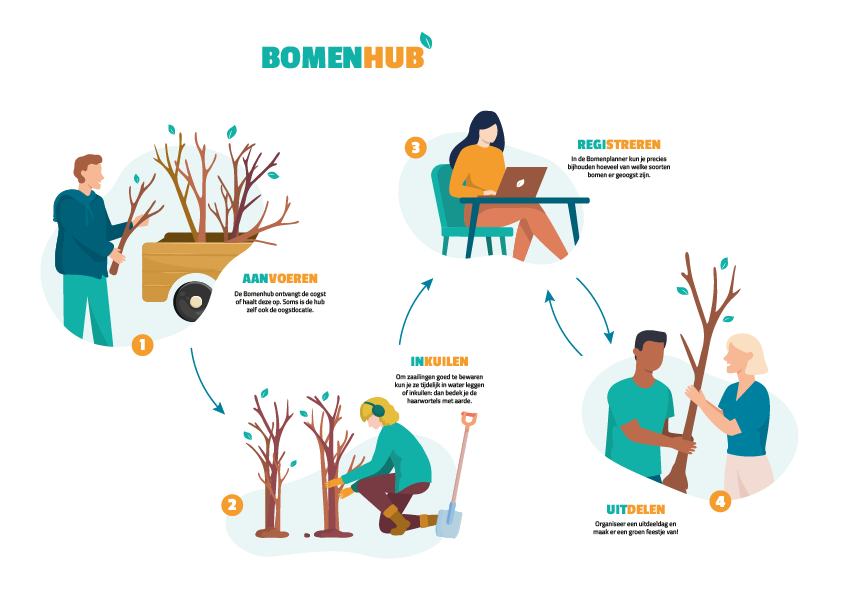 BOMENHUB
1
AANVOEREN
De Bomenhub ontvangt de oogst
of haalt deze op. Soms is de hub
zelf ook de oogstlocatie.
2
INKUILEN
Om zaailingen goed te bewaren
kun je ze tijdelijk in water leggen
of inkuilen: dan bedek je de
haarwortels met aarde.
3
REGISTREREN
In de Bomenplanner kun je precies
bijhouden hoeveel van welke soorten
bomen er geoogst zijn.
4
UITDELEN
Organiseer een uitdeeldag en
maak er een groen feestje van!